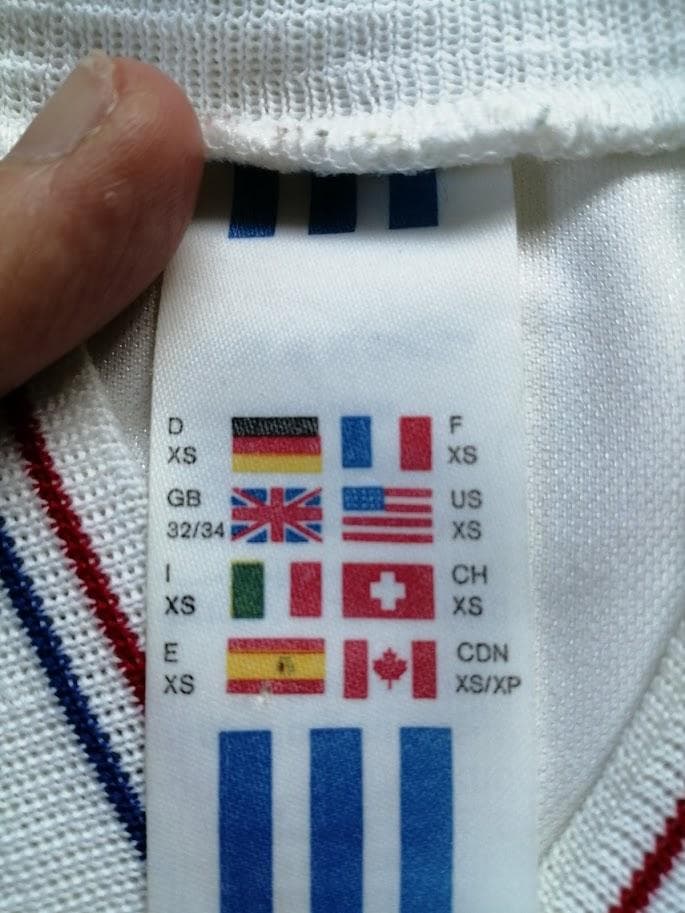 D F
XS XS
GB US
32/34 XS
I CH
XS XS
E CDN
XS XS/XP